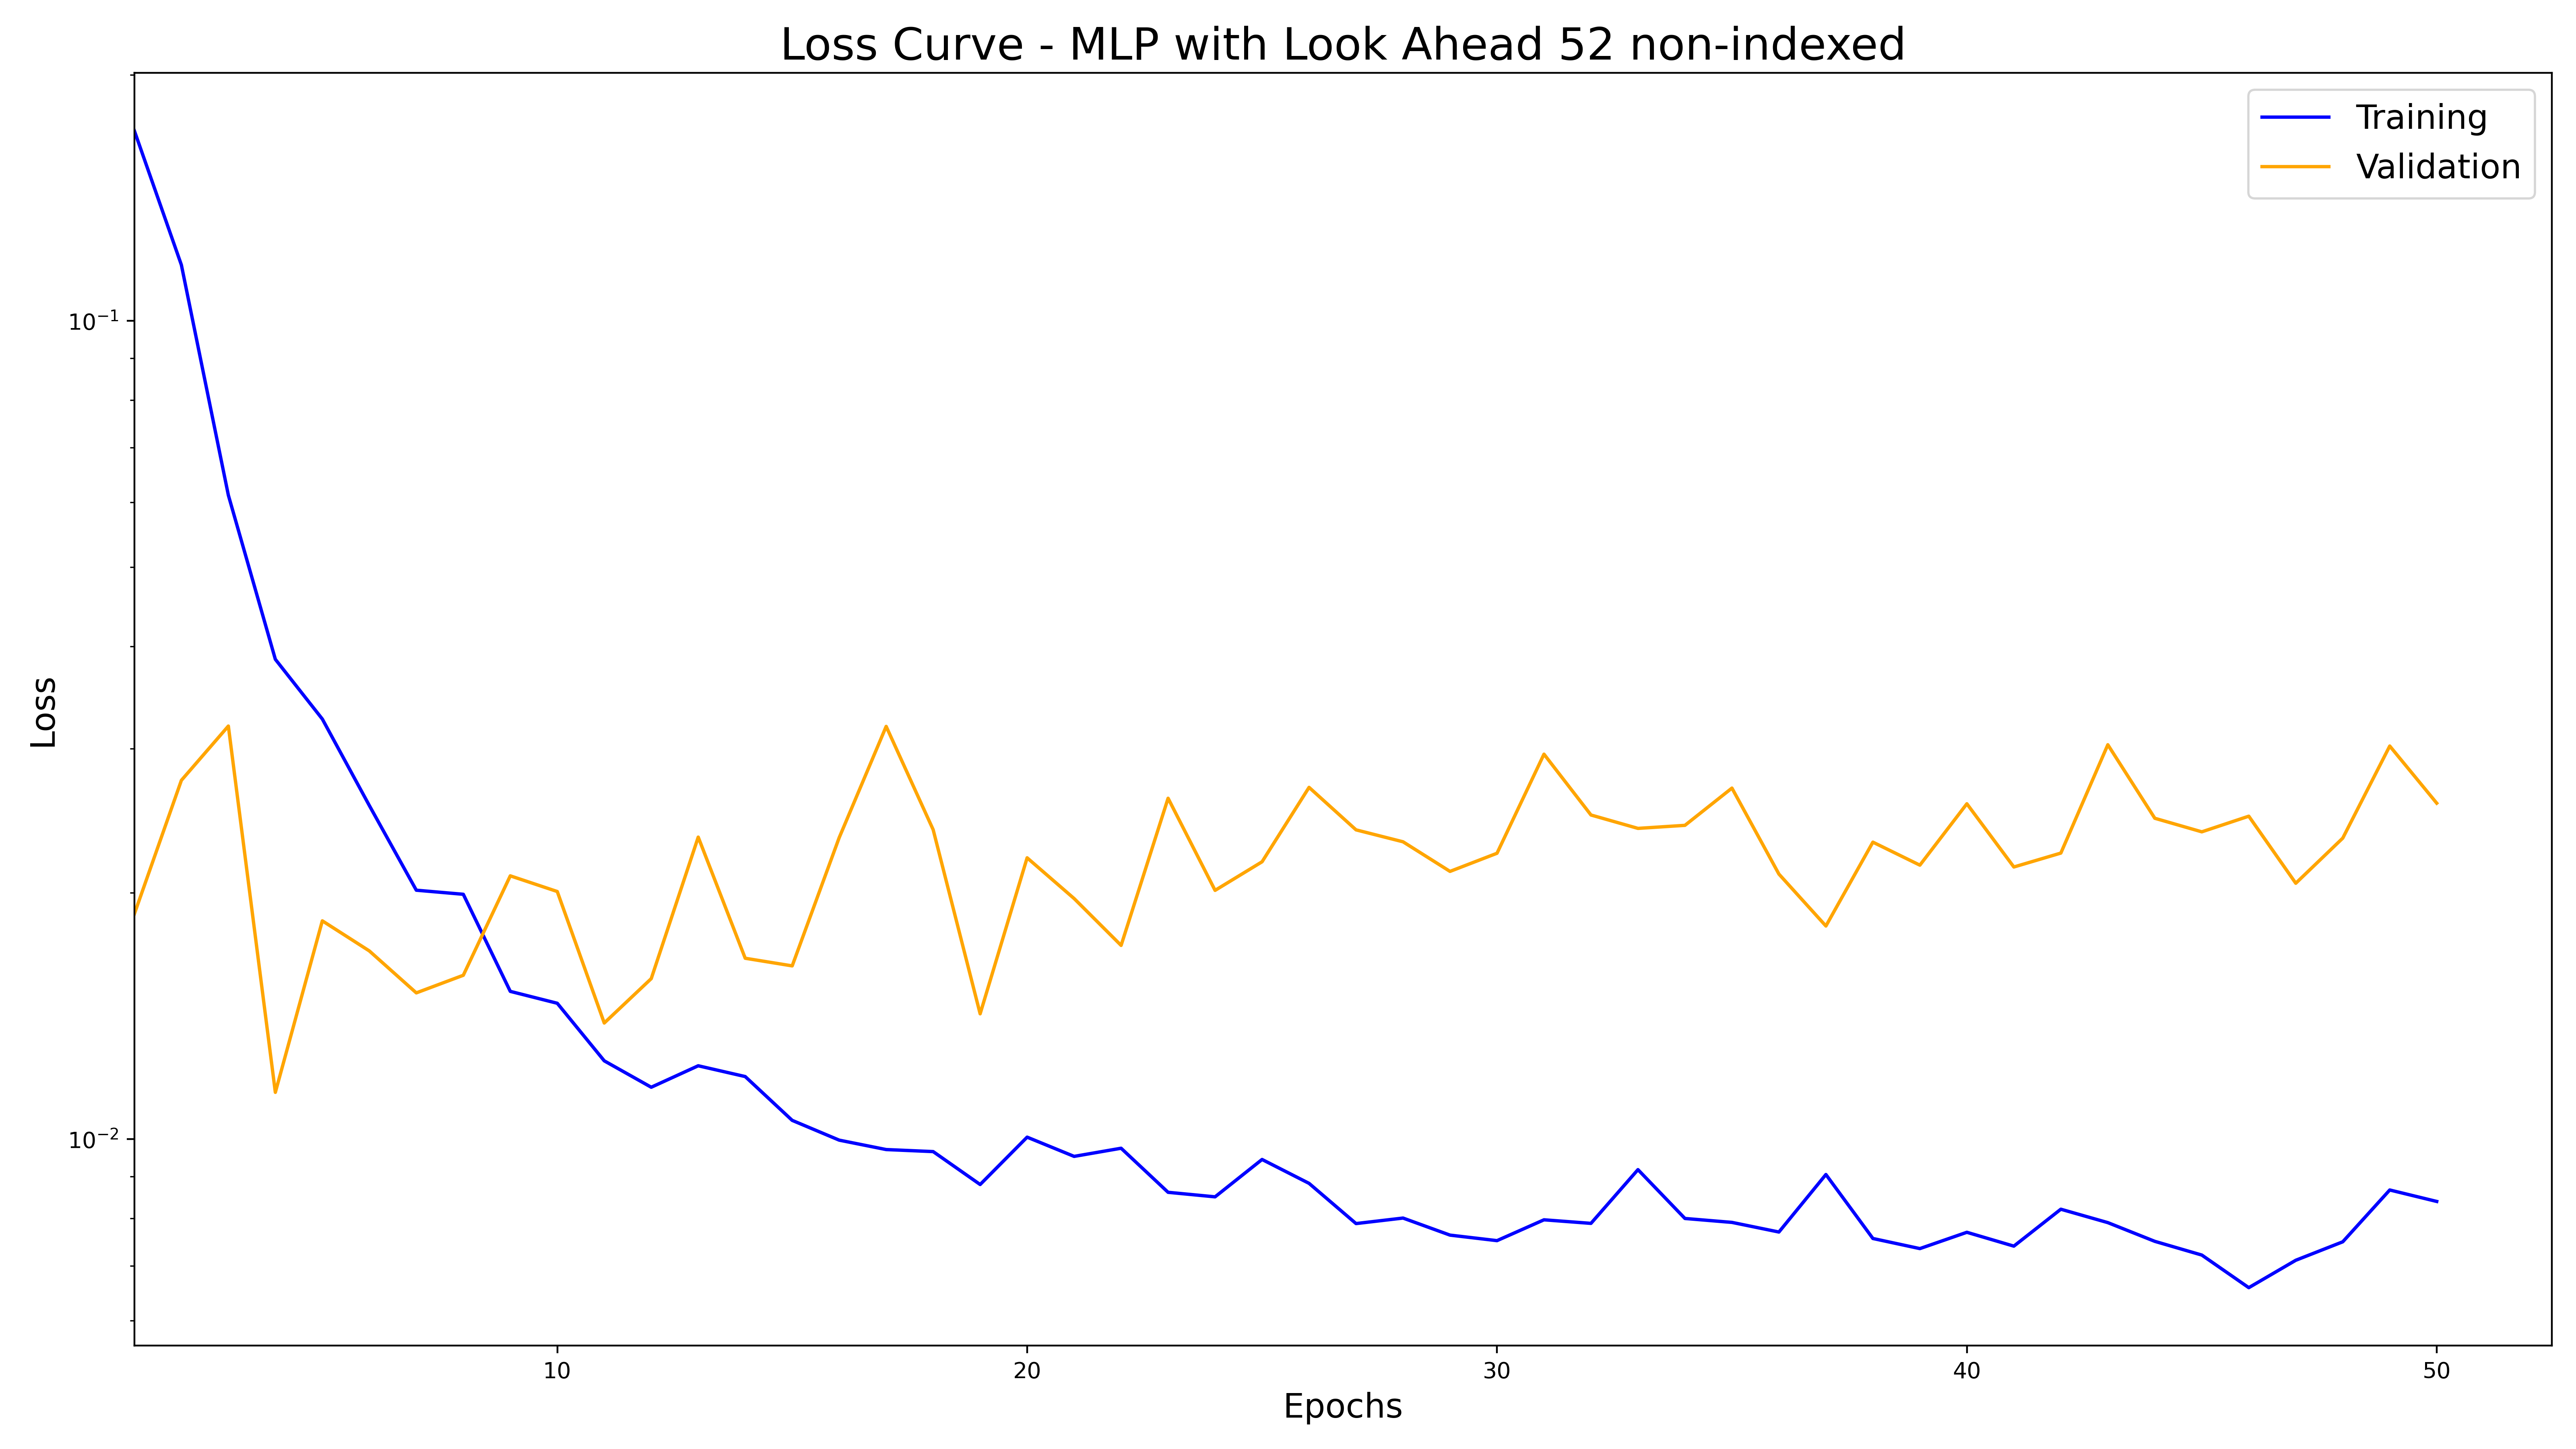 Loss Curve - MLP with Look Ahead 52 non-indexed
Training
Validation
10⁻¹
10⁻²
Loss
10 20 30 40 50
Epochs